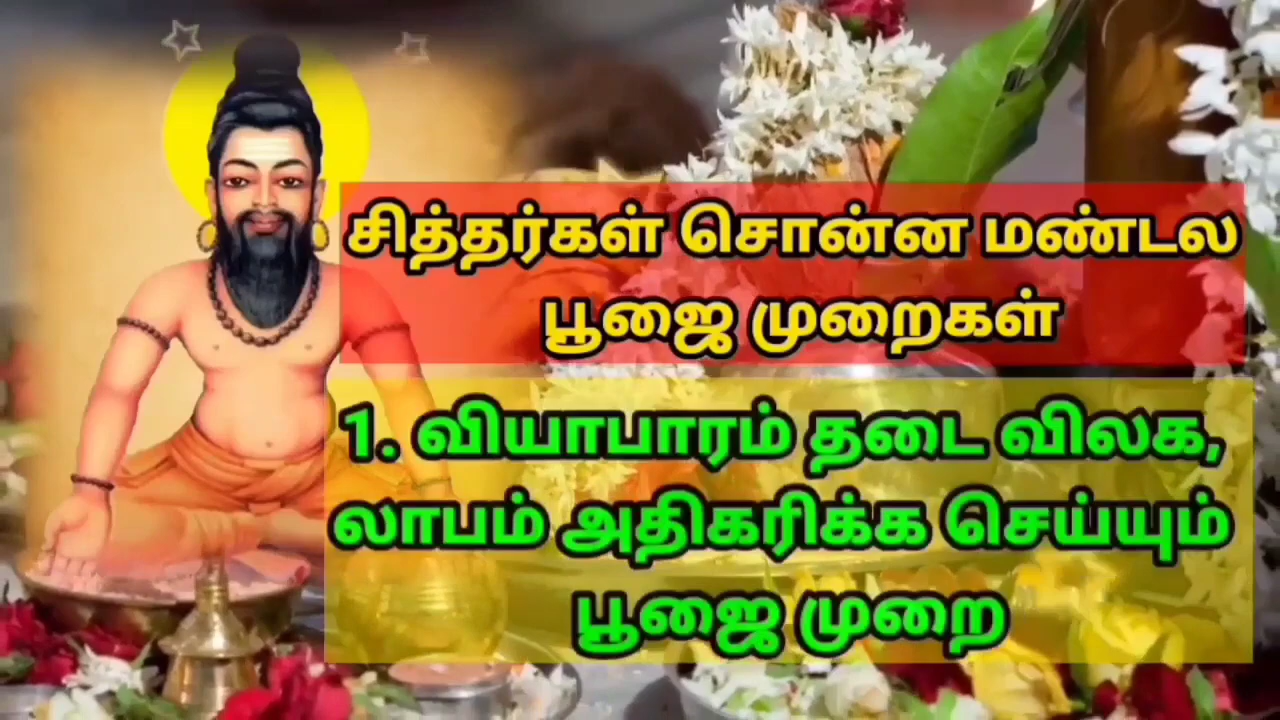 சித்தர்கள் சொன்ன மண்டல
பூஜை முறைகள்
1. வியாபாரம் தடை விலக,
லாபம் அதிகரிக்க செய்யும்
பூஜை முறை